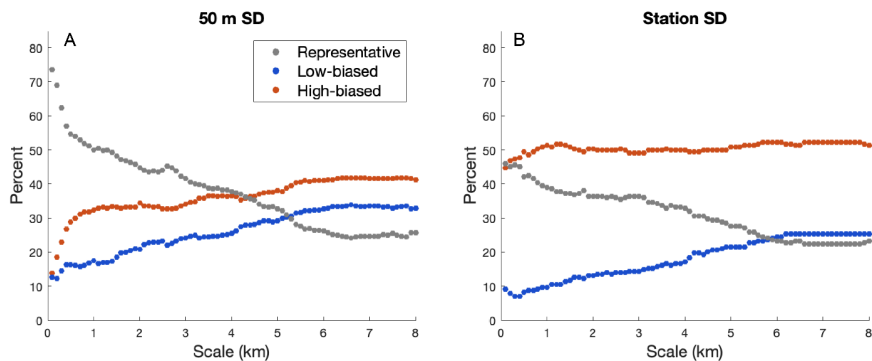 50 m SD
A
Representative
Low-biased
High-biased
Percent
80
70
60
50
40
30
20
10
0
0 1 2 3 4 5 6 7 8
Scale (km)
Station SD
B
Percent
80
70
60
50
40
30
20
10
0
0 1 2 3 4 5 6 7 8
Scale (km)